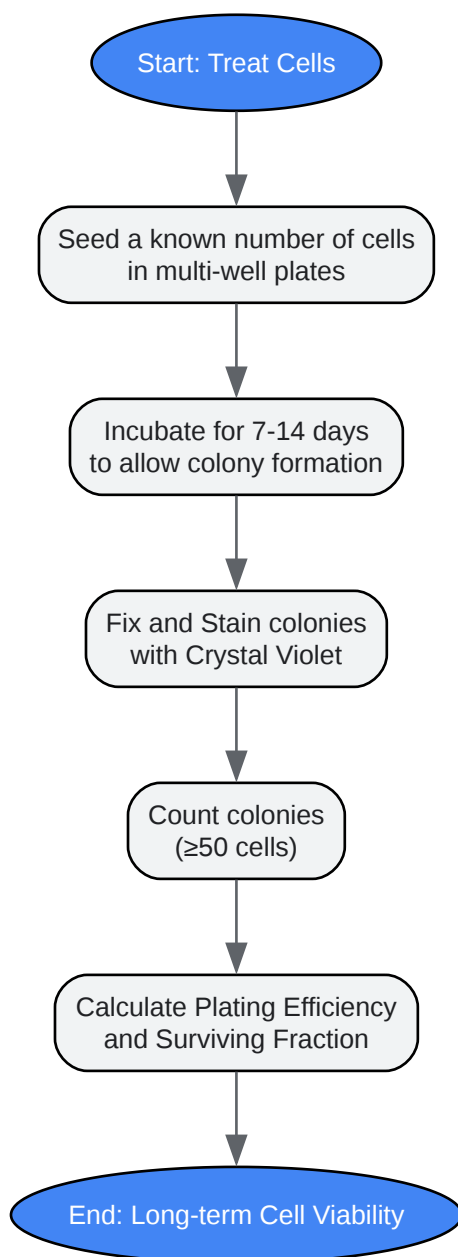 Start: Treat Cells
Seed a known number of cells
in multi-well plates
Incubate for 7-14 days
to allow colony formation
Fix and Stain colonies
with Crystal Violet
Count colonies
(≥50 cells)
Calculate Plating Efficiency
and Surviving Fraction
End: Long-term Cell Viability